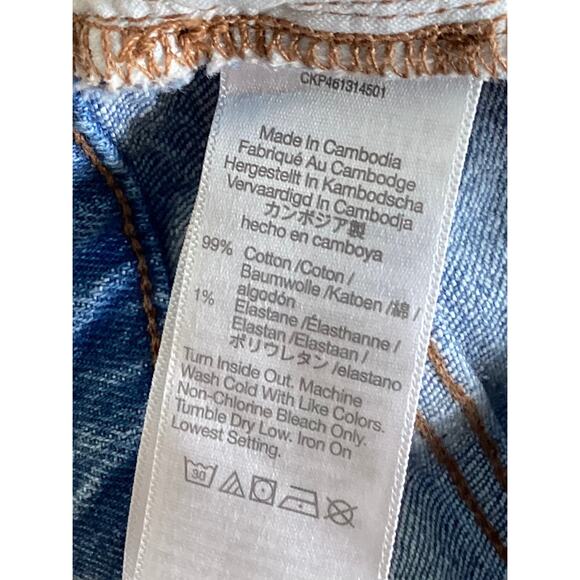 CKP461314501
Made In Cambodia
Fabriqué Au Cambodge
Hergestellt In Kambodscha
Vervaardigd In Cambodja
カンボジア製
hecho en camboya
99% Cotton /Coton /
Baumwolle /Katoen /綿 /
algodón
1% Elastane /Élasthanne /
Elastan /Elastaan /
ポリウレタン /elastano
Turn Inside Out. Machine
Wash Cold With Like Colors.
Non-Chlorine Bleach Only.
Tumble Dry Low. Iron On
Lowest Setting.
30